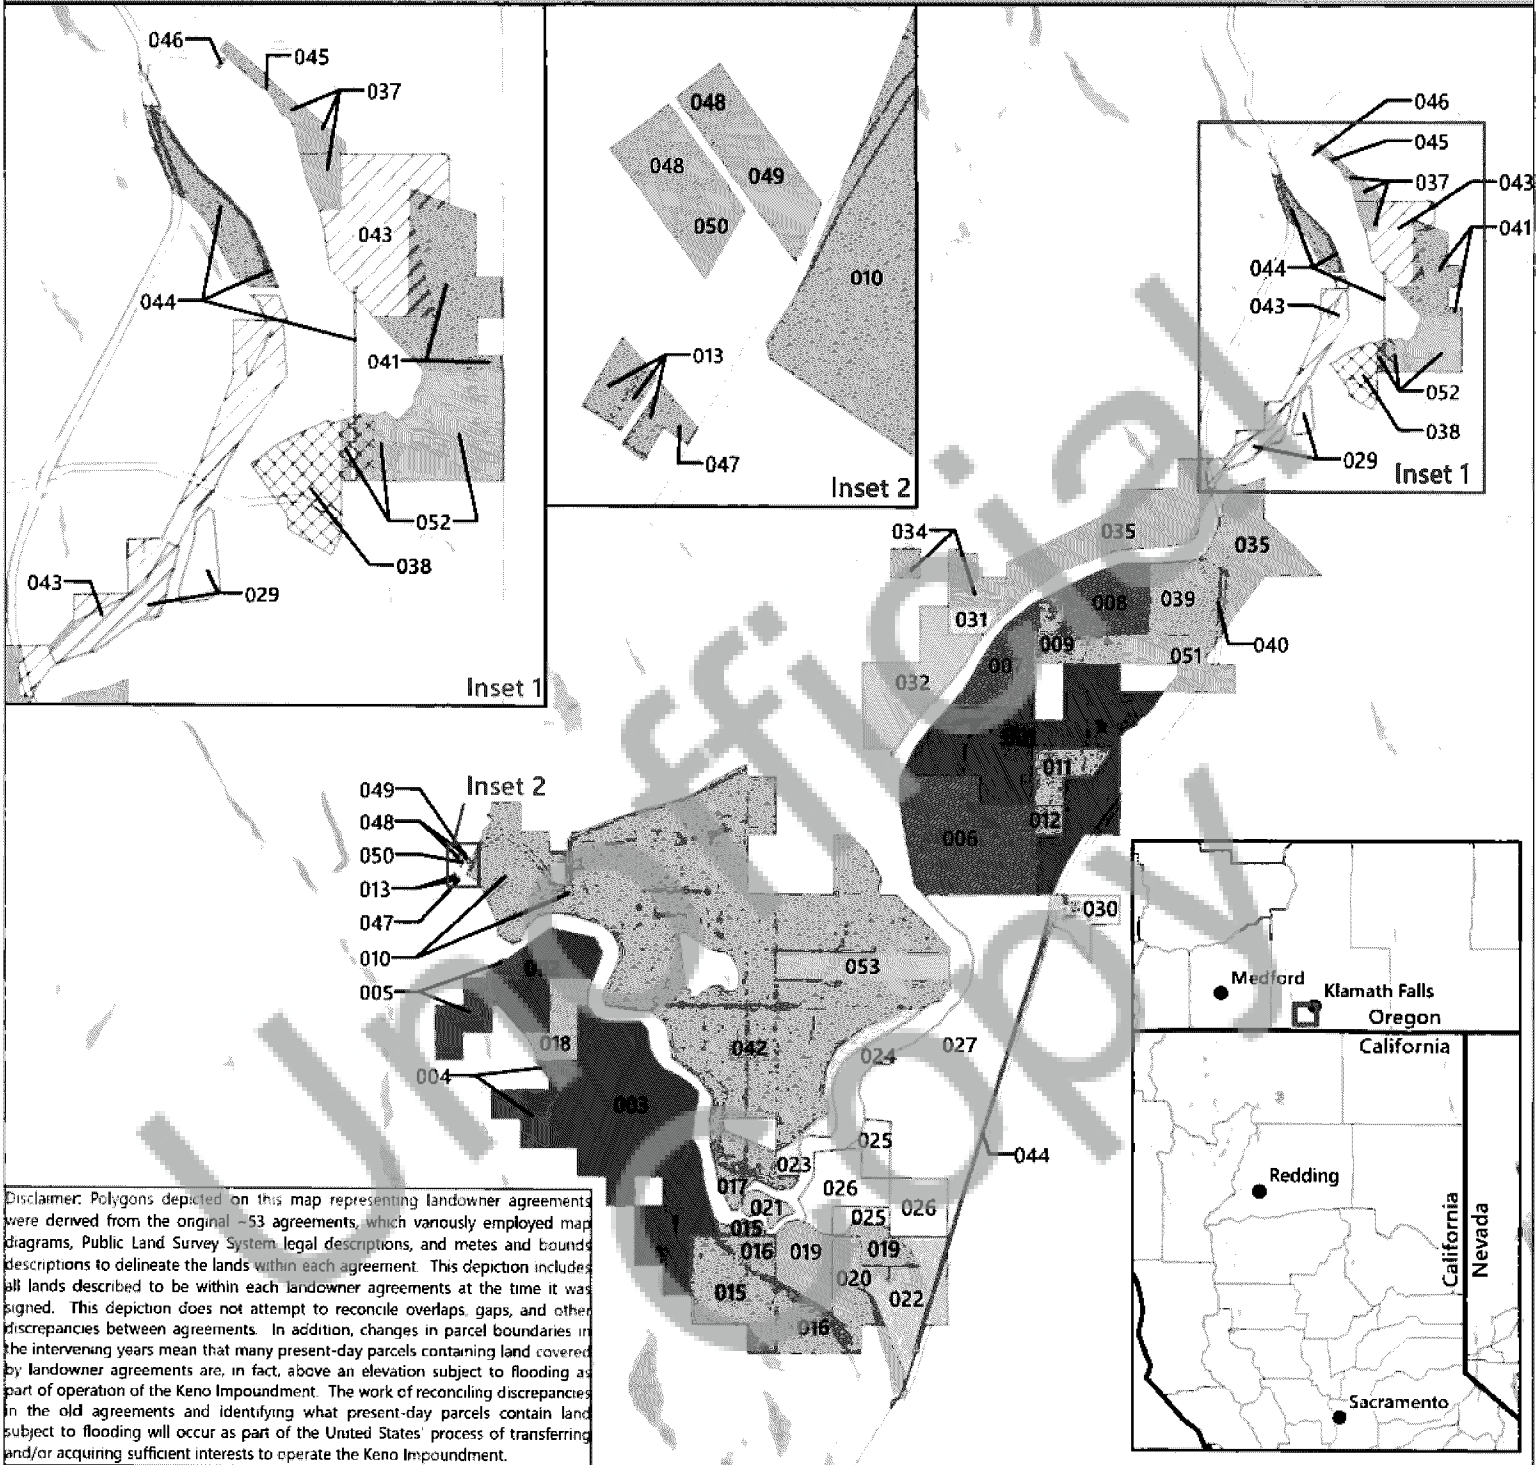 046
045
037
043
044
041
052
038
043
029
Inset 1
048
048
049
050
010
013
047
Inset 2
046
045
037
043
041
044
043
052
038
029
Inset 1
034
035
035
008
039
031
009
040
051
032
00
011
012
006
030
Inset 2
049
048
050
013
047
010
005
053
018
042
024
027
004
003
025
044
023
017
026
021
026
025
015
016
019
019
020
015
022
016
Medford
Klamath Falls
Oregon
California
Redding
California
Nevada
Sacramento
Disclaimer: Polygons depicted on this map representing landowner agreements
were derived from the original ~53 agreements, which variously employed map
diagrams, Public Land Survey System legal descriptions, and metes and bounds
descriptions to delineate the lands within each agreement. This depiction includes
all lands described to be within each landowner agreements at the time it was
signed. This depiction does not attempt to reconcile overlaps, gaps, and other
discrepancies between agreements. In addition, changes in parcel boundaries in
the intervening years mean that many present-day parcels containing land covered
by landowner agreements are, in fact, above an elevation subject to flooding as
part of operation of the Keno Impoundment. The work of reconciling discrepancies
in the old agreements and identifying what present-day parcels contain land
subject to flooding will occur as part of the United States' process of transferring
and/or acquiring sufficient interests to operate the Keno Impoundment.
Unofficial
Copy